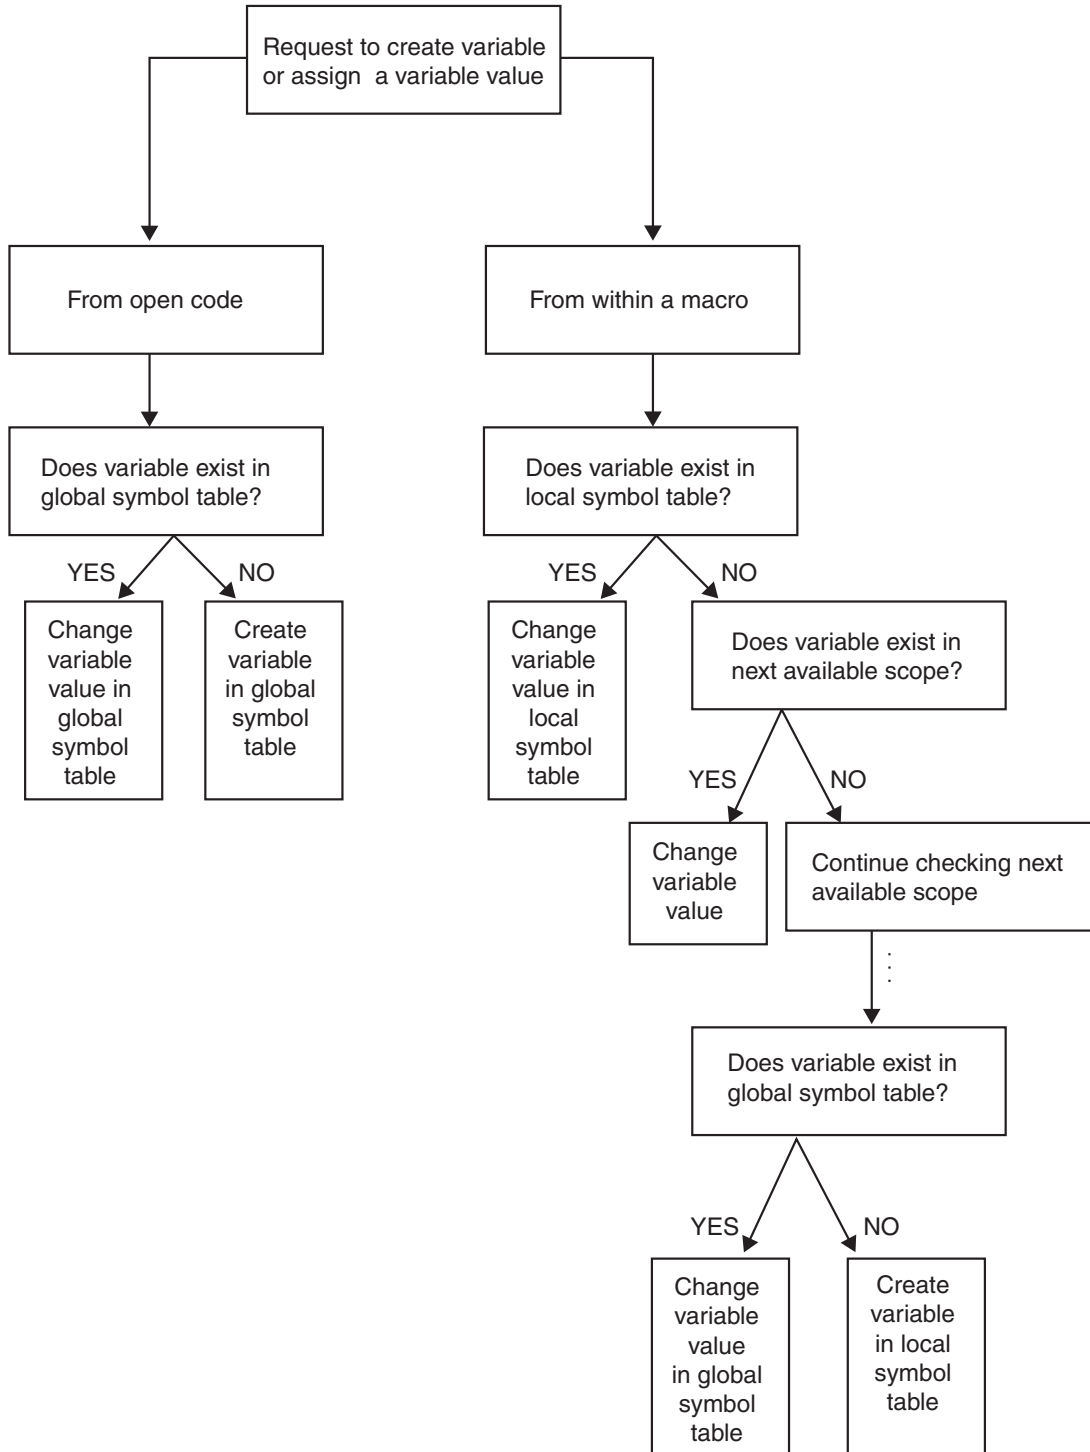 Request to create variable
or assign a variable value
From open code
From within a macro
Does variable exist in
global symbol table?
Does variable exist in
local symbol table?
YES
NO
YES
NO
Change
variable
value in
global
symbol
table
Create
variable
in global
symbol
table
Change
variable
value in
local
symbol
table
Does variable exist in
next available scope?
YES
NO
Change
variable
value
Continue checking next
available scope
Does variable exist in
global symbol table?
YES
NO
Change
variable
value
in global
symbol
table
Create
variable
in local
symbol
table